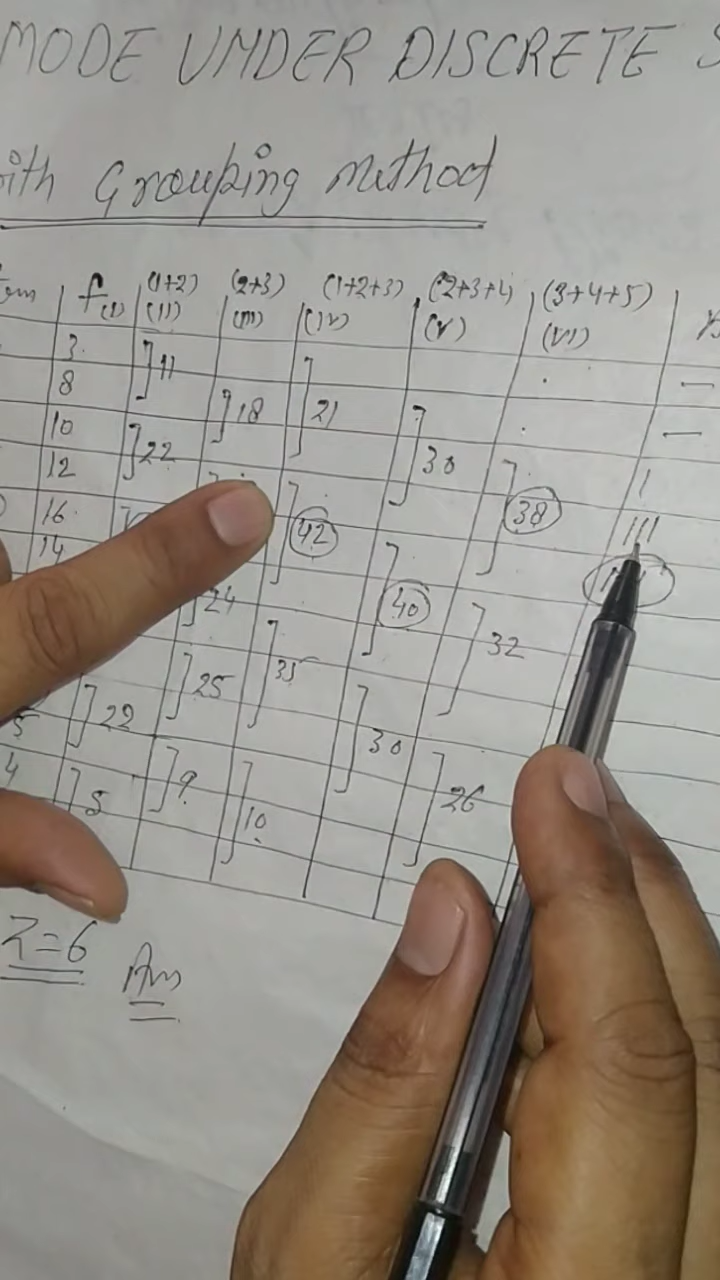 MODE UNDER DISCRETE S
ith Grouping Method
f(I) (1+2) (II) (2+3) (III) (1+2+3) (IV) (2+3+4) (V) (3+4+5) (VI)
3 —
8 11
10 18 21 —
12 22 30 |
16 42 38 |||
14
24 40 32
25 35
5 22 30
4 5 9 10 26
Z=6 Ans